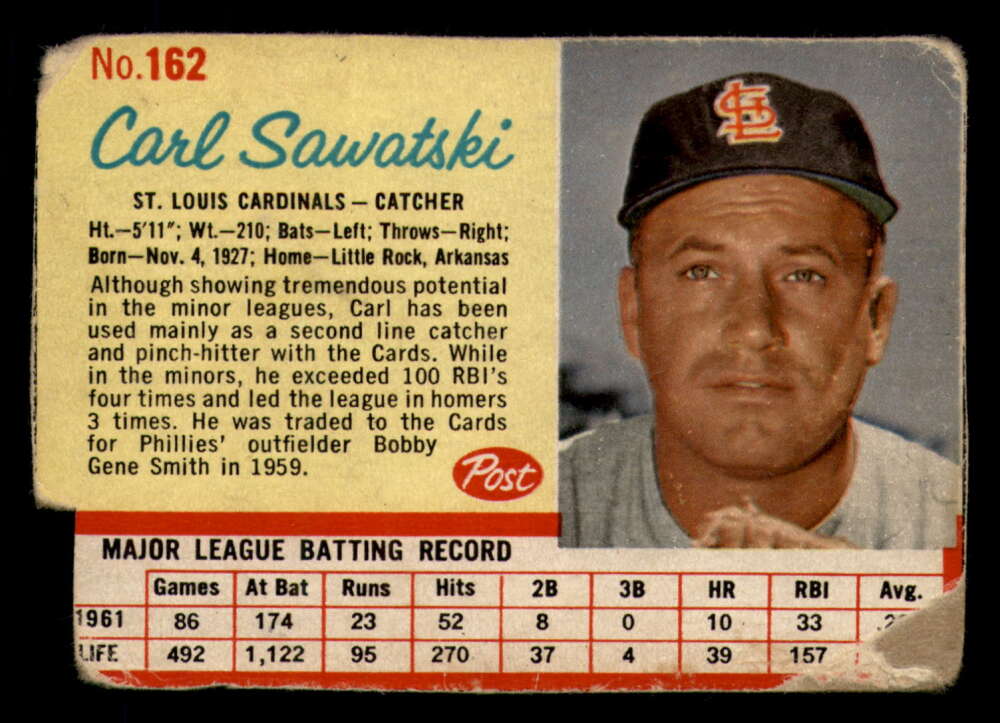 No.162
Carl Sawatski
ST. LOUIS CARDINALS — CATCHER
Ht.—5'11"; Wt.—210; Bats—Left; Throws—Right;
Born—Nov. 4, 1927; Home—Little Rock, Arkansas
Although showing tremendous potential
in the minor leagues, Carl has been
used mainly as a second line catcher
and pinch-hitter with the Cards. While
in the minors, he exceeded 100 RBI's
four times and led the league in homers
3 times. He was traded to the Cards
for Phillies' outfielder Bobby
Gene Smith in 1959.
Post
StL
MAJOR LEAGUE BATTING RECORD
Games At Bat Runs Hits 2B 3B HR RBI Avg.
1961 86 174 23 52 8 0 10 33
LIFE 492 1,122 95 270 37 4 39 157